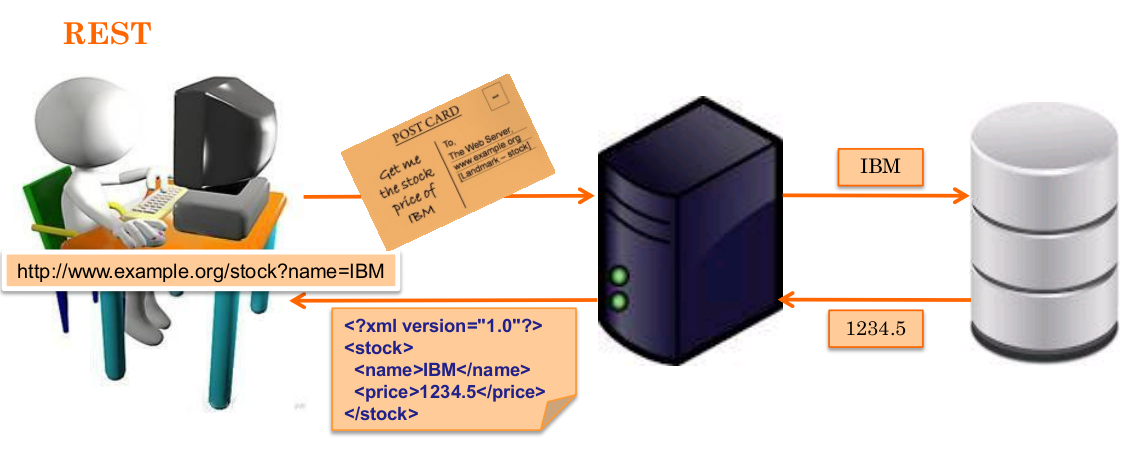 REST
POST CARD
Get me
the stock
price of
IBM
To,
The Web Server,
www.example.org
[Landmark – stock]
IBM
http://www.example.org/stock?name=IBM
<?xml version="1.0"?>
<stock>
<name>IBM</name>
<price>1234.5</price>
</stock>
1234.5